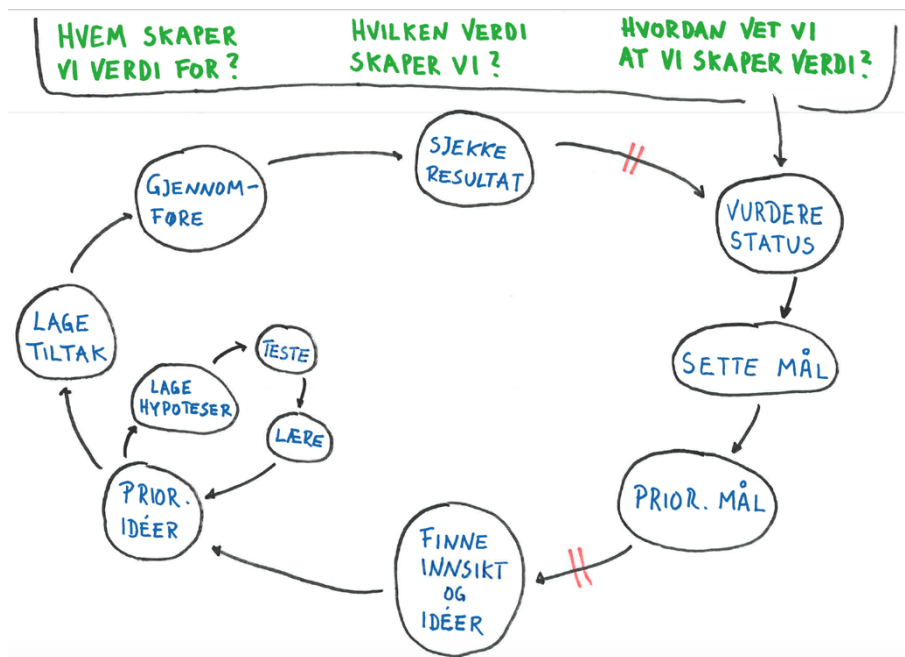 HVEM SKAPER
VI VERDI FOR?
HVILKEN VERDI
SKAPER VI?
HVORDAN VET VI
AT VI SKAPER VERDI?
SJEKKE
RESULTAT
GJENNOM-
FØRE
VURDERE
STATUS
LAGE
TILTAK
TESTE
SETTE MÅL
LAGE
HYPOTESER
LÆRE
PRIOR.
IDÉER
PRIOR. MÅL
FINNE
INNSIKT
OG
IDÉER